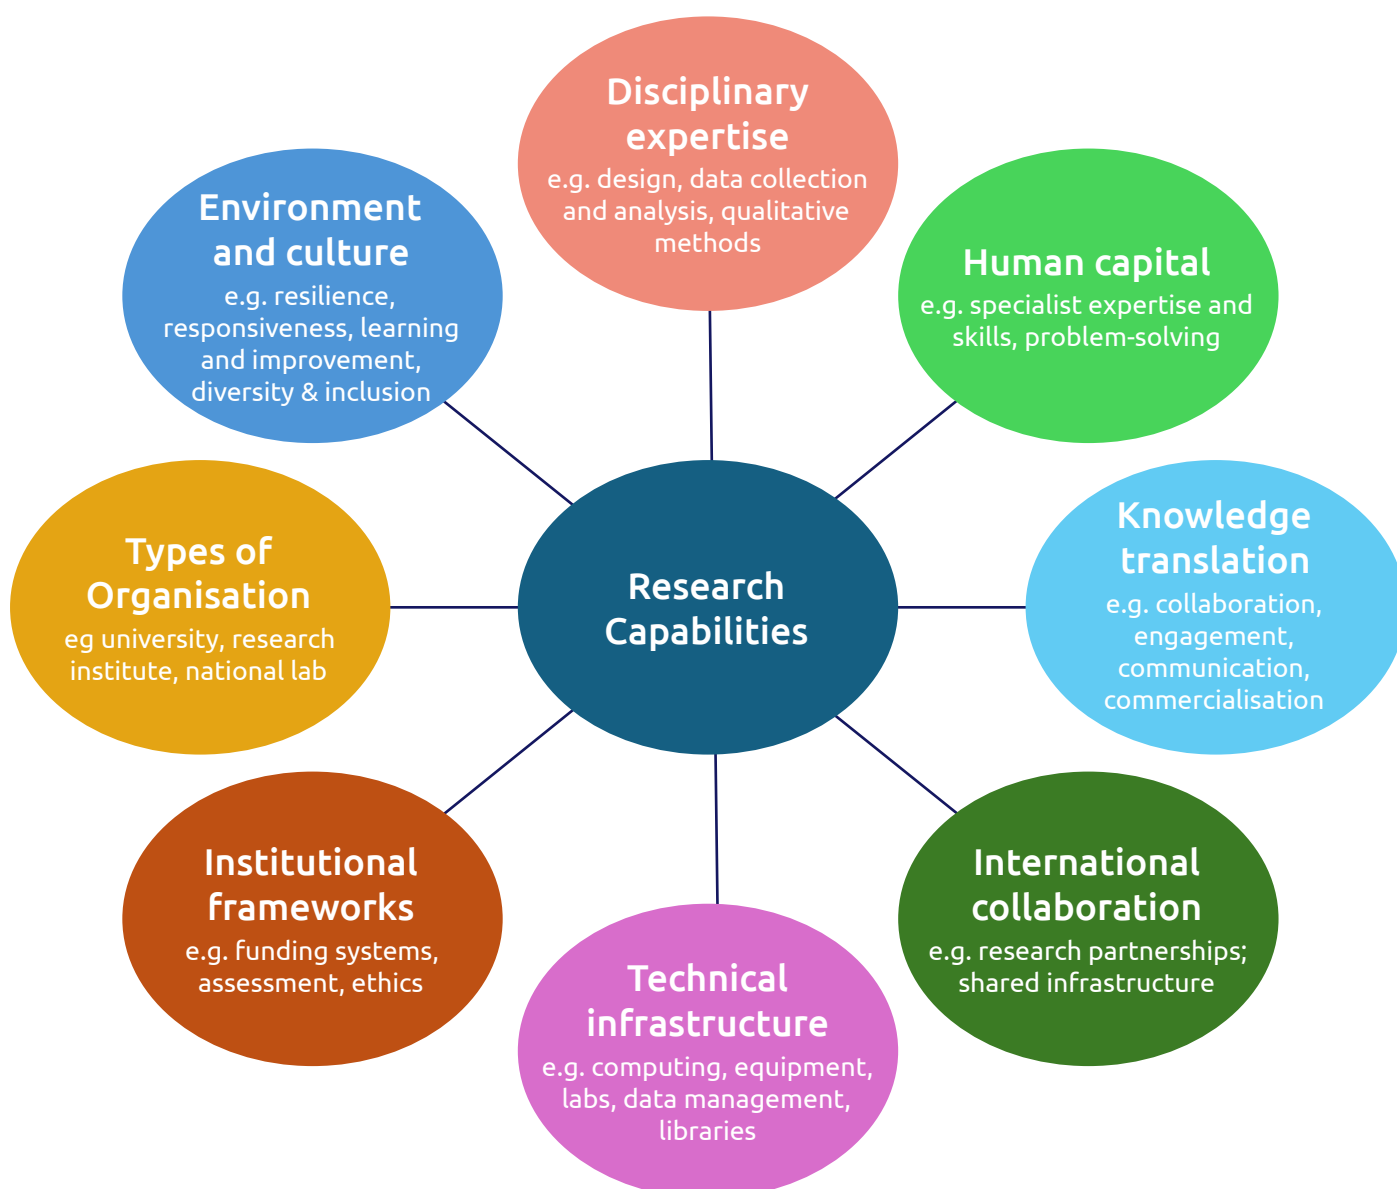 Disciplinary
expertise
e.g. design, data collection
and analysis, qualitative
methods
Environment
and culture
e.g. resilience,
responsiveness, learning
and improvement,
diversity & inclusion
Human capital
e.g. specialist expertise and
skills, problem-solving
Types of
Organisation
eg university, research
institute, national lab
Research
Capabilities
Knowledge
translation
e.g. collaboration,
engagement,
communication,
commercialisation
Institutional
frameworks
e.g. funding systems,
assessment, ethics
Technical
infrastructure
e.g. computing, equipment,
labs, data management,
libraries
International
collaboration
e.g. research partnerships;
shared infrastructure